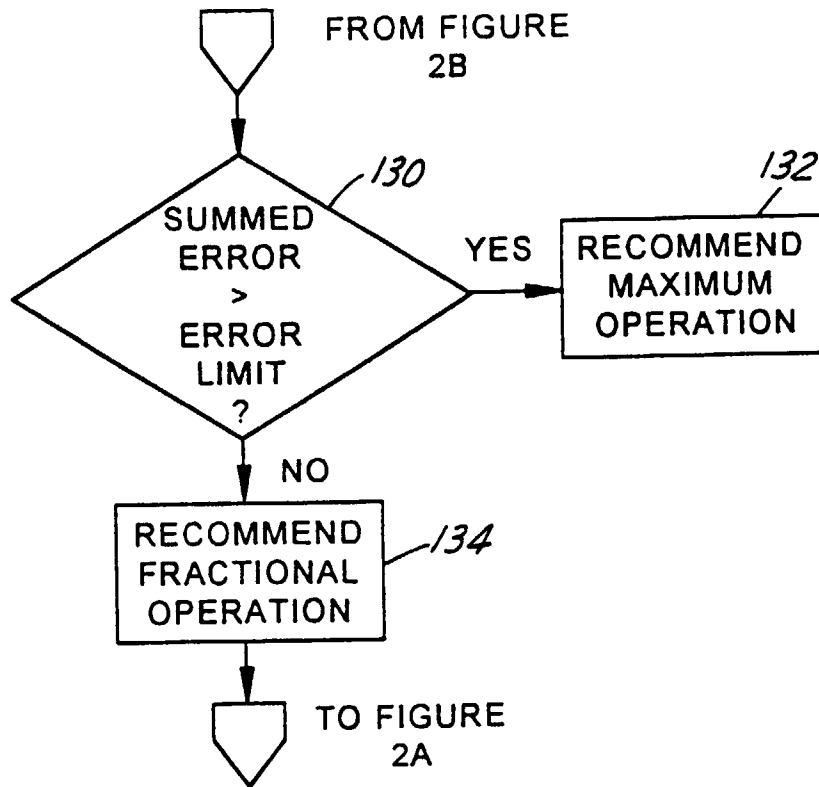 FROM FIGURE
2B
130
SUMMED
ERROR
>
ERROR
LIMIT
?
YES
132
RECOMMEND
MAXIMUM
OPERATION
NO
RECOMMEND
FRACTIONAL
OPERATION
134
TO FIGURE
2A